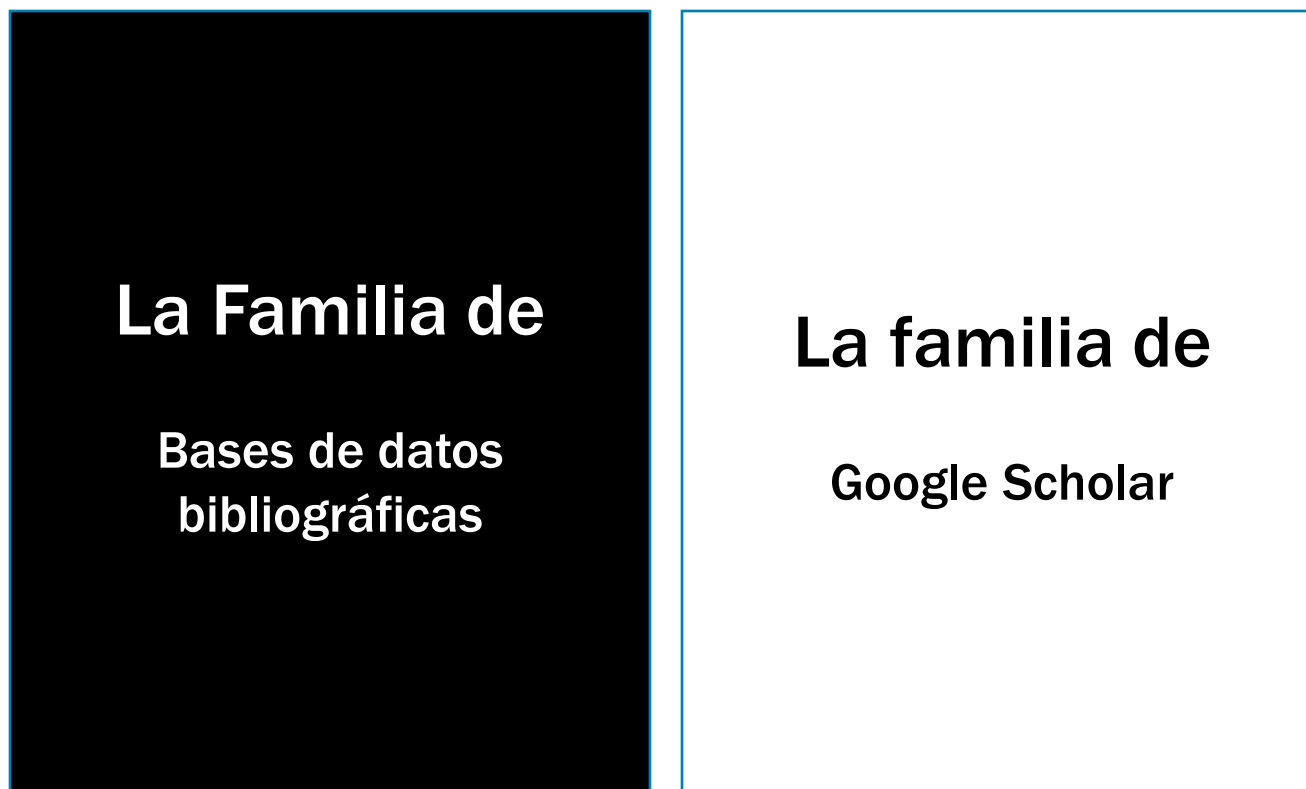 La Familia de
Bases de datos
bibliográficas
La familia de
Google Scholar